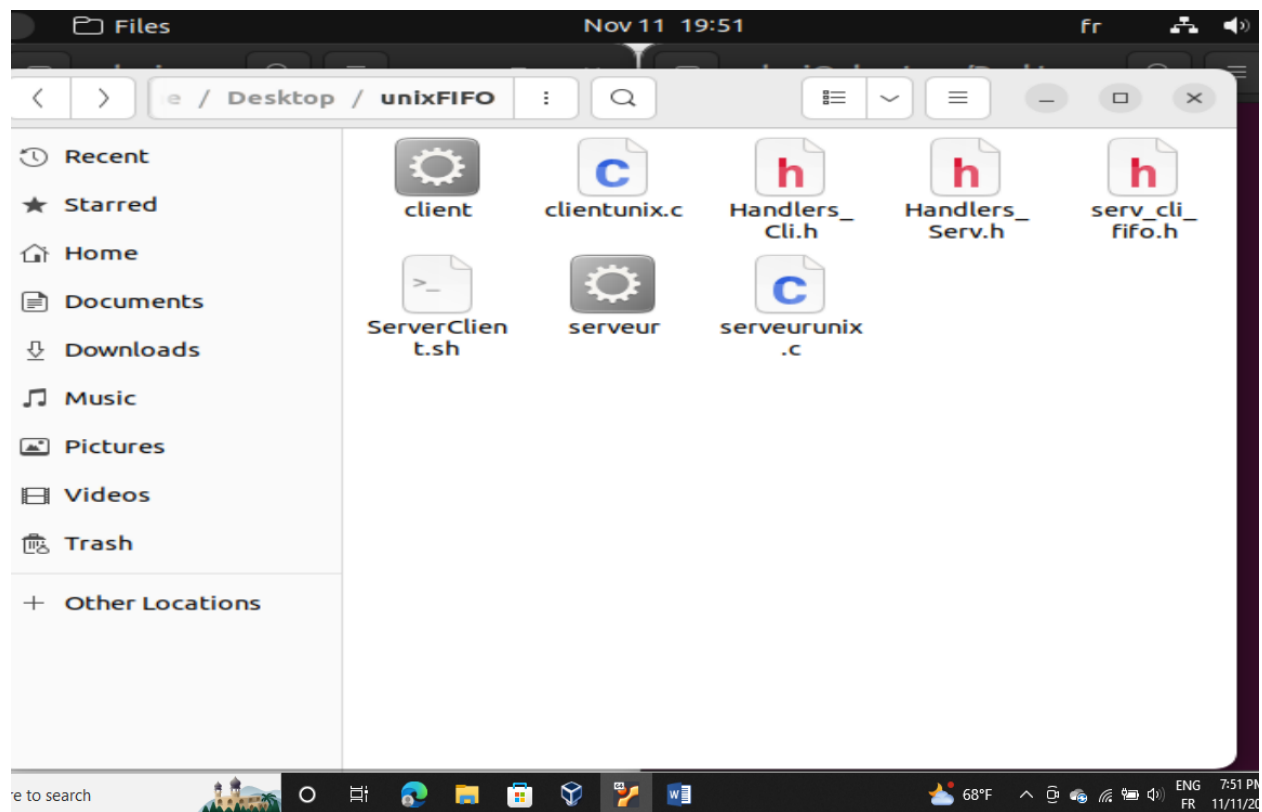 Files Nov 11 19:51 fr
e / Desktop / unixFIFO
Recent
Starred
Home
Documents
Downloads
Music
Pictures
Videos
Trash
+ Other Locations
client clientunix.c Handlers_ Handlers_ serv_cli_
Cli.h Serv.h fifo.h
ServerClien serveur serveurunix
t.sh .c
e to search 68°F ENG 7:51 PM
FR 11/11/20